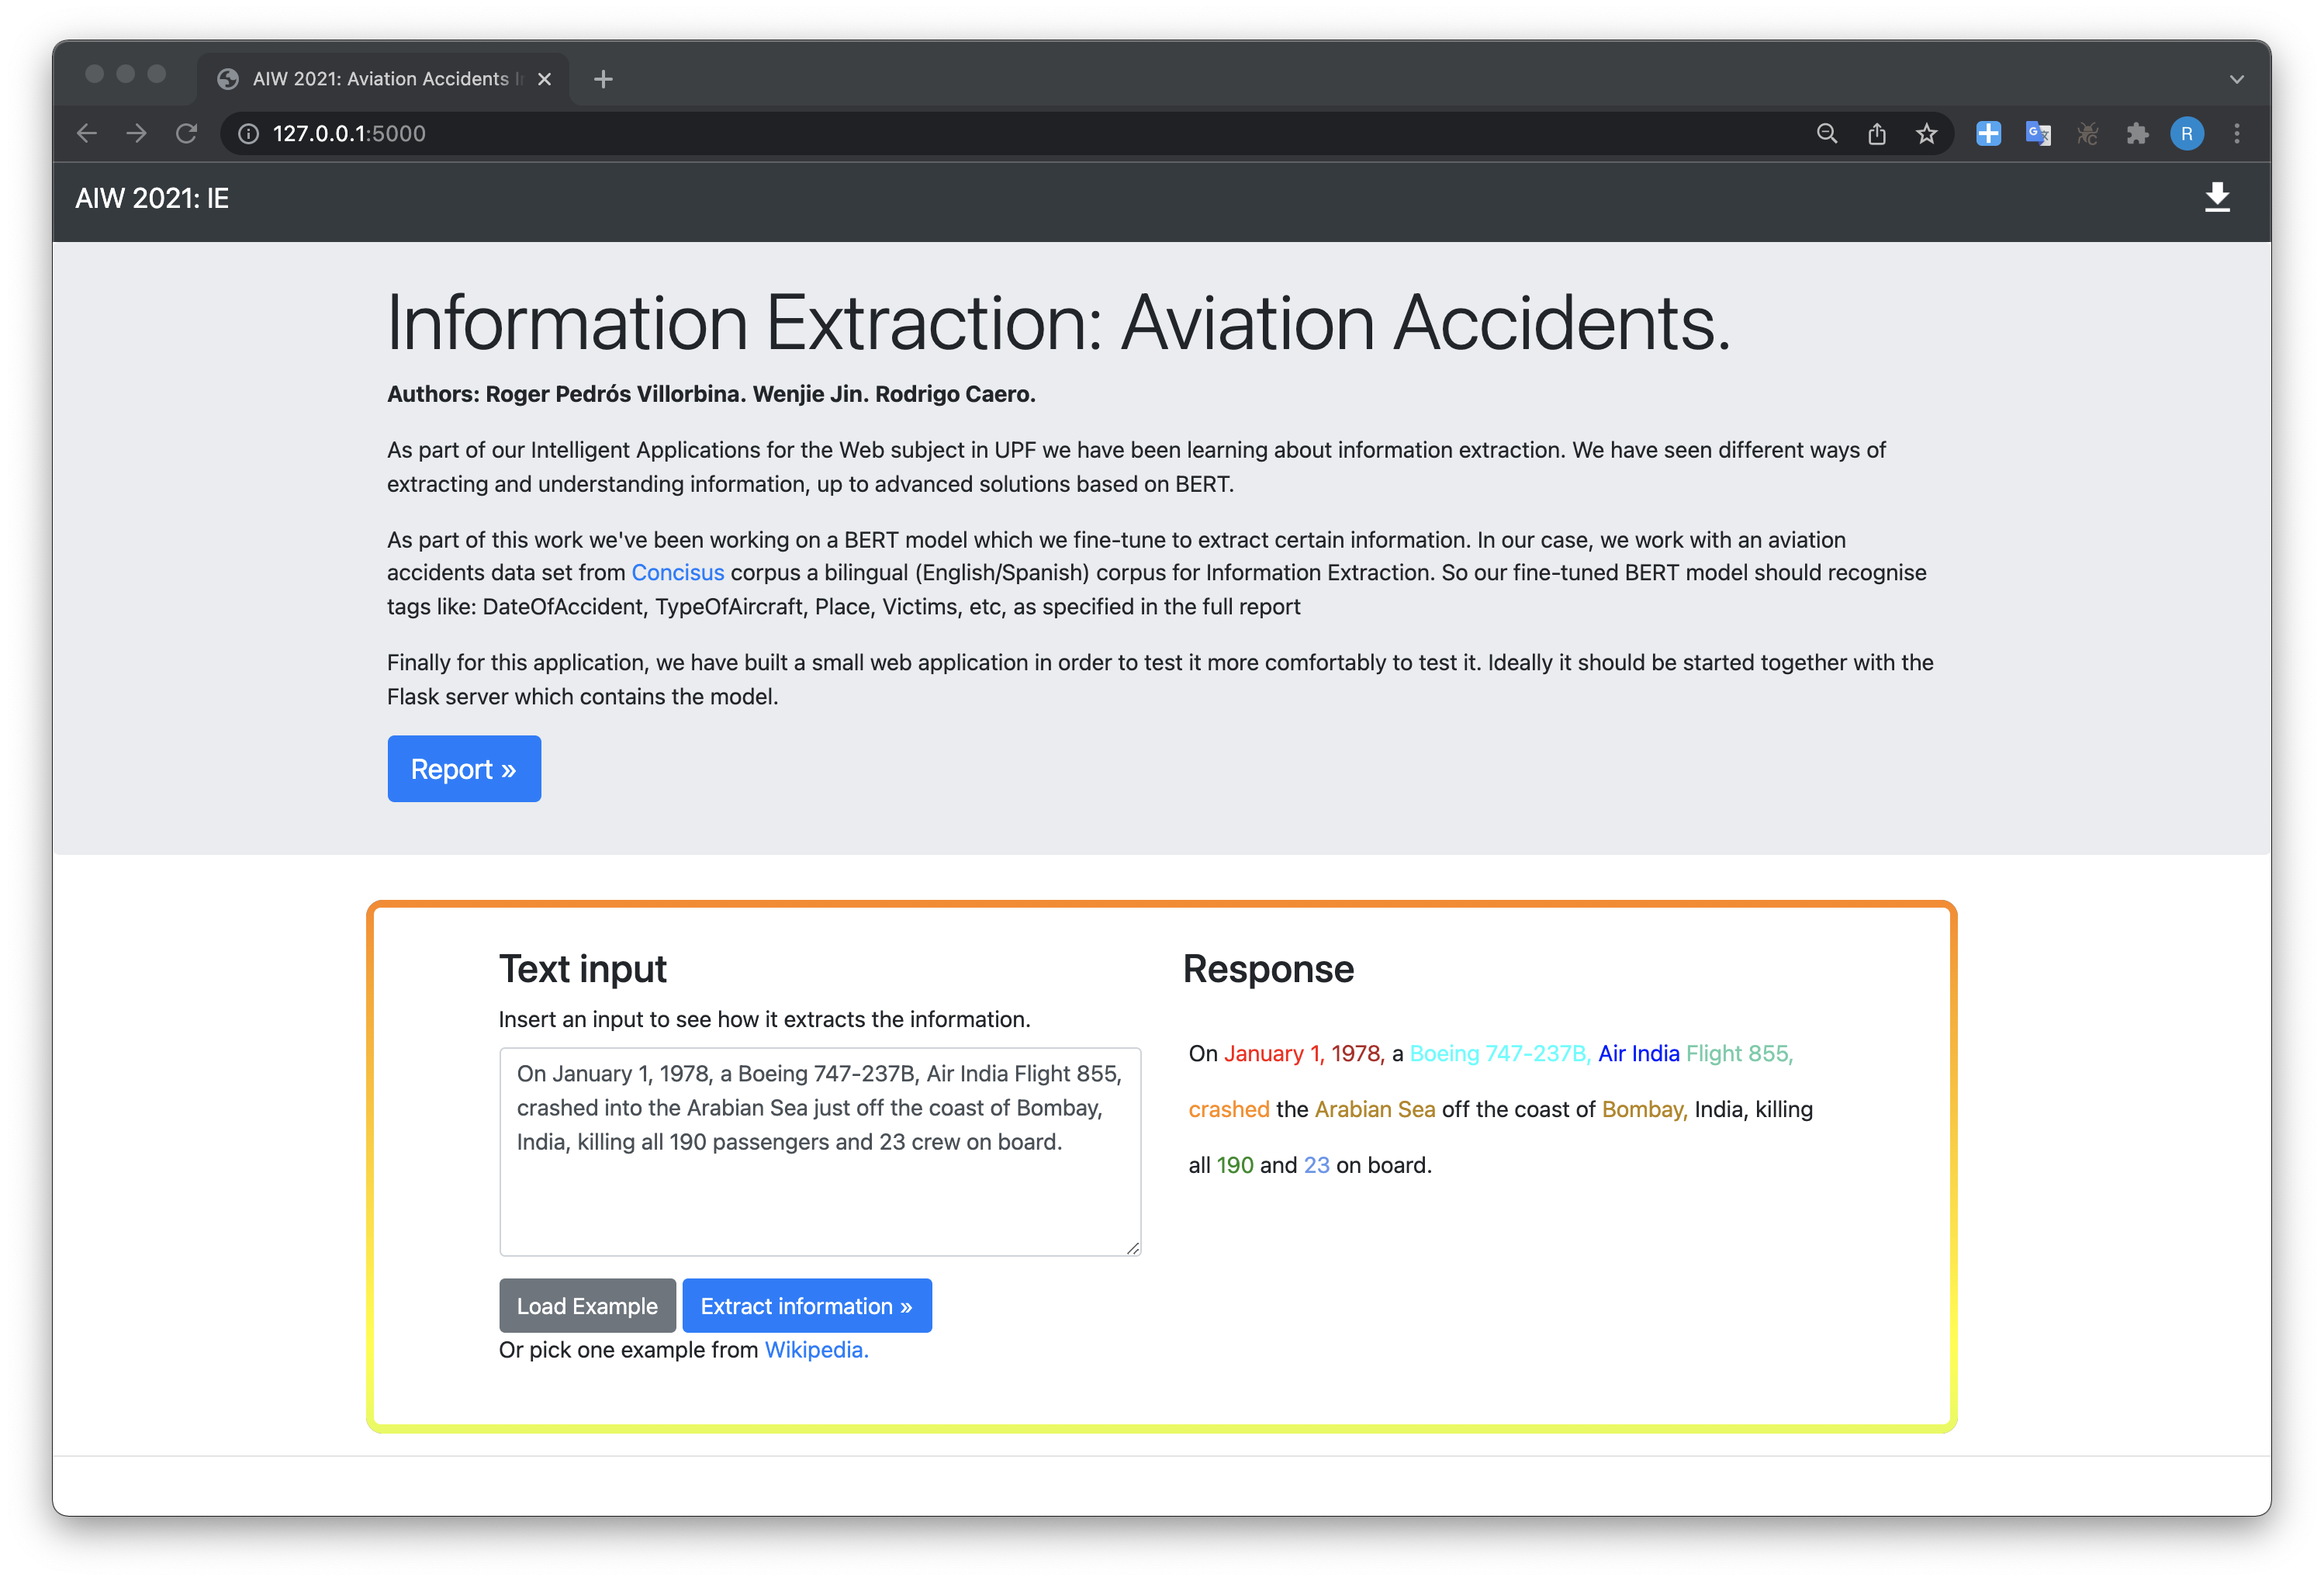 AIW 2021: Aviation Accidents
127.0.0.1:5000
R
AIW 2021: IE
Information Extraction: Aviation Accidents.
Authors: Roger Pedrós Villorbina. Wenjie Jin. Rodrigo Caero.
As part of our Intelligent Applications for the Web subject in UPF we have been learning about information extraction. We have seen different ways of
extracting and understanding information, up to advanced solutions based on BERT.
As part of this work we've been working on a BERT model which we fine-tune to extract certain information. In our case, we work with an aviation
accidents data set from Concisus corpus a bilingual (English/Spanish) corpus for Information Extraction. So our fine-tuned BERT model should recognise
tags like: DateOfAccident, TypeOfAircraft, Place, Victims, etc, as specified in the full report
Finally for this application, we have built a small web application in order to test it more comfortably to test it. Ideally it should be started together with the
Flask server which contains the model.
Report »
Text input
Insert an input to see how it extracts the information.
On January 1, 1978, a Boeing 747-237B, Air India Flight 855,
crashed into the Arabian Sea just off the coast of Bombay,
India, killing all 190 passengers and 23 crew on board.
Load Example
Extract information »
Or pick one example from Wikipedia.
Response
On January 1, 1978, a Boeing 747-237B, Air India Flight 855,
crashed the Arabian Sea off the coast of Bombay, India, killing
all 190 and 23 on board.